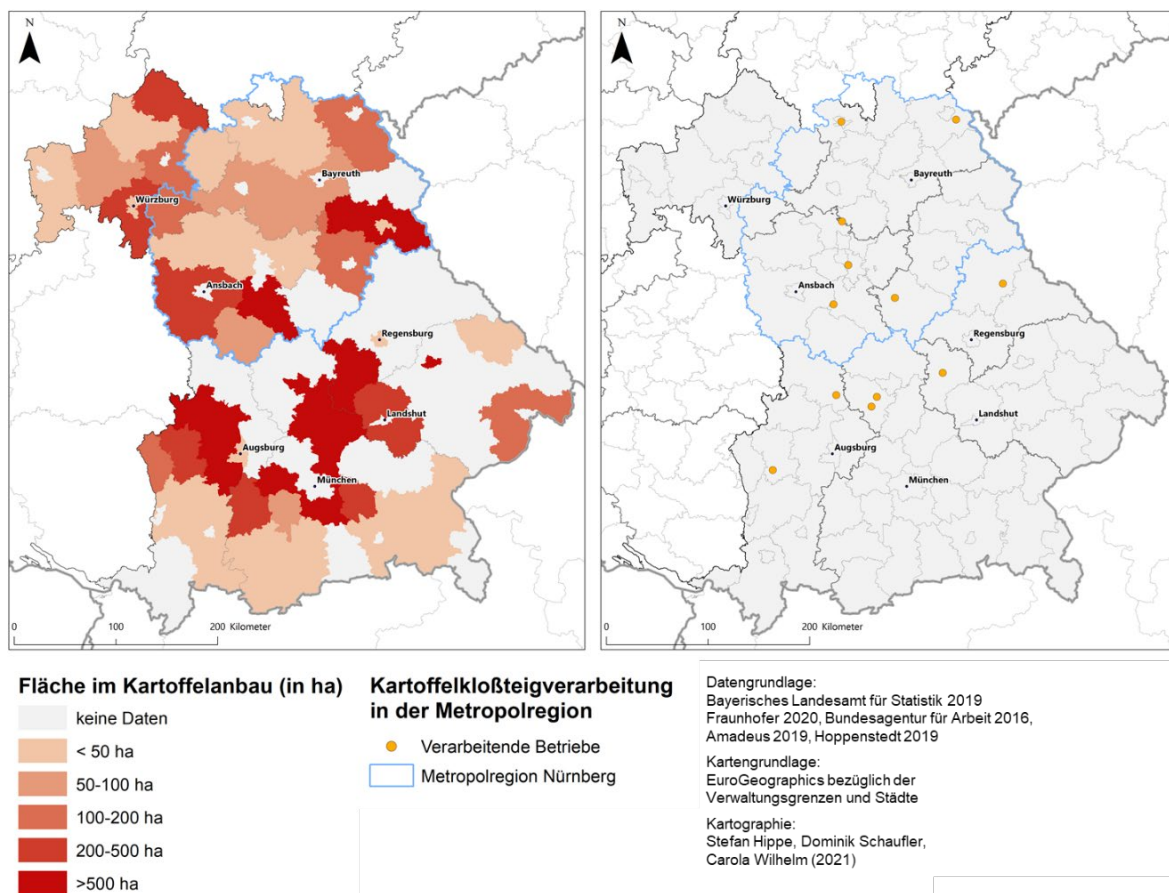 N
Bayreuth
Würzburg
Ansbach
Regensburg
Landshut
Augsburg
München
0 100 200 Kilometer
N
Bayreuth
Würzburg
Ansbach
Regensburg
Landshut
Augsburg
München
0 100 200 Kilometer
Fläche im Kartoffelanbau (in ha)
keine Daten
< 50 ha
50-100 ha
100-200 ha
200-500 ha
>500 ha
Kartoffelkloßteigverarbeitung
in der Metropolregion
Verarbeitende Betriebe
Metropolregion Nürnberg
Datengrundlage:
Bayerisches Landesamt für Statistik 2019
Fraunhofer 2020, Bundesagentur für Arbeit 2016,
Amadeus 2019, Hoppenstedt 2019
Kartengrundlage:
EuroGeographics bezüglich der
Verwaltungsgrenzen und Städte
Kartographie:
Stefan Hippe, Dominik Schaufler,
Carola Wilhelm (2021)